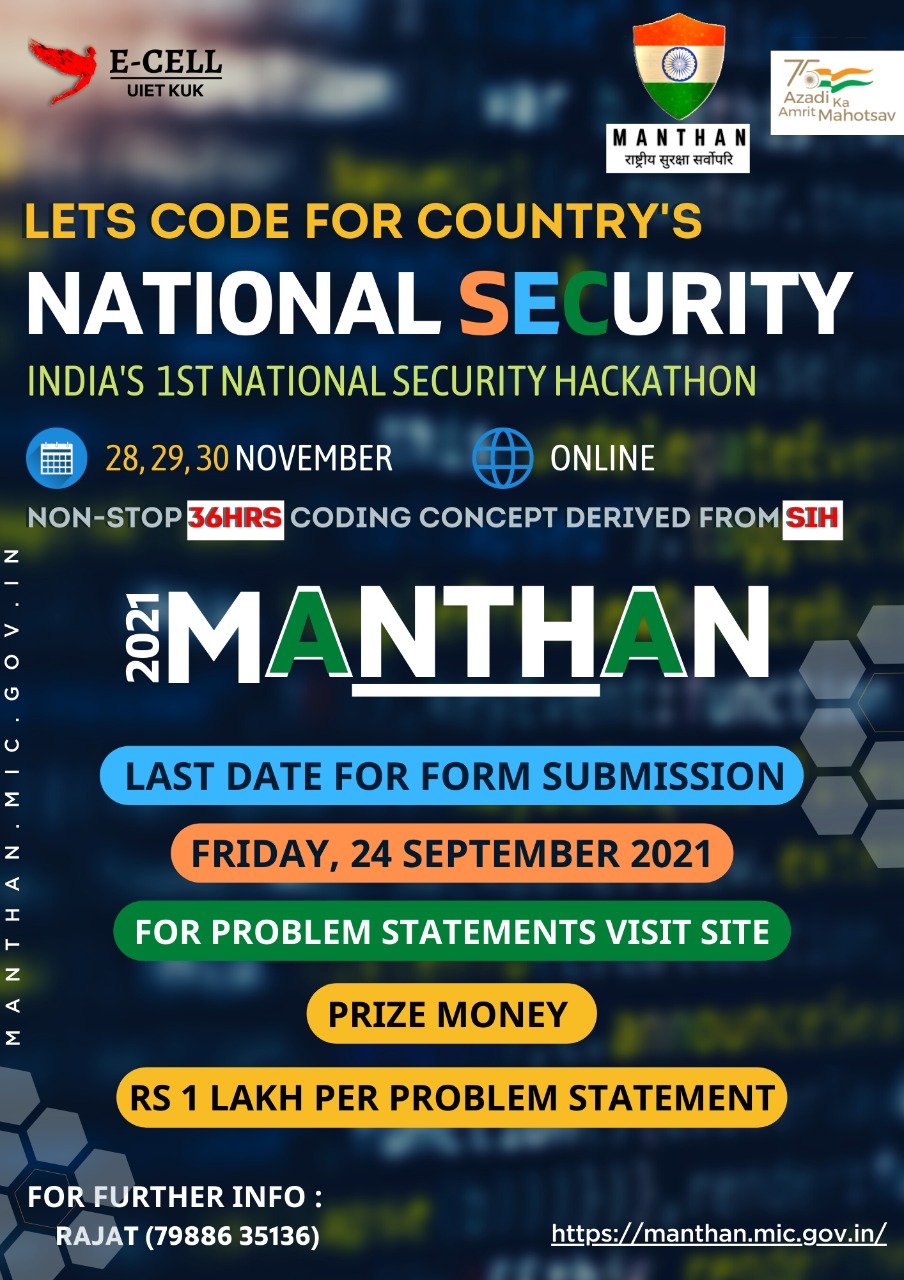 E-CELL
UIET KUK
MANTHAN
राष्ट्रीय सुरक्षा सर्वोपरि
75
Azadi Ka
Amrit Mahotsav
LETS CODE FOR COUNTRY'S
NATIONAL SECURITY
INDIA'S 1ST NATIONAL SECURITY HACKATHON
28, 29, 30 NOVEMBER
ONLINE
NON-STOP 36HRS CODING CONCEPT DERIVED FROM SIH
MANTHAN.MIC.GOV.IN
2021 MANTHAN
LAST DATE FOR FORM SUBMISSION
FRIDAY, 24 SEPTEMBER 2021
FOR PROBLEM STATEMENTS VISIT SITE
PRIZE MONEY
RS 1 LAKH PER PROBLEM STATEMENT
FOR FURTHER INFO :
RAJAT (79886 35136)
https://manthan.mic.gov.in/